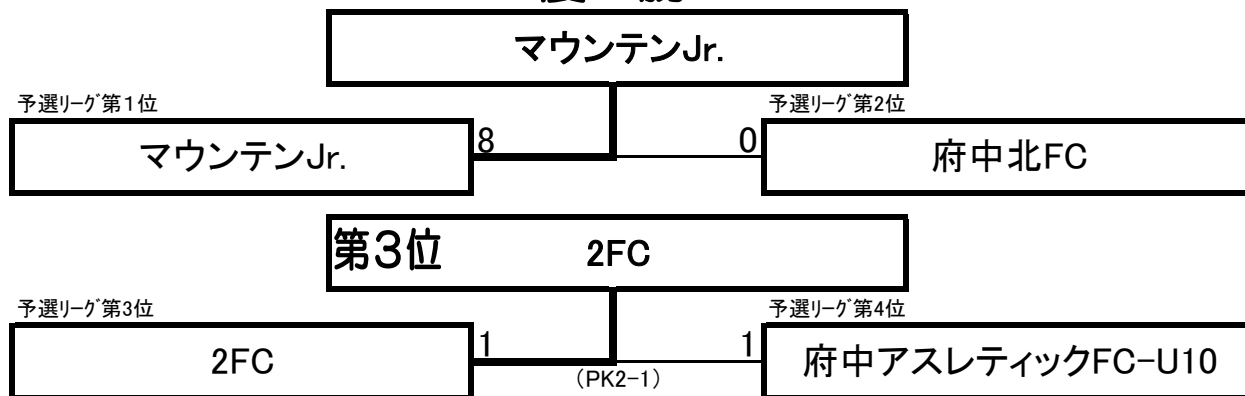 マウンテンJr.
予選リーグ第1位
予選リーグ第2位
マウンテンJr.
8
0
府中北FC
第3位 2FC
予選リーグ第3位
予選リーグ第4位
2FC
1
1
府中アスレティックFC-U10
(PK2-1)